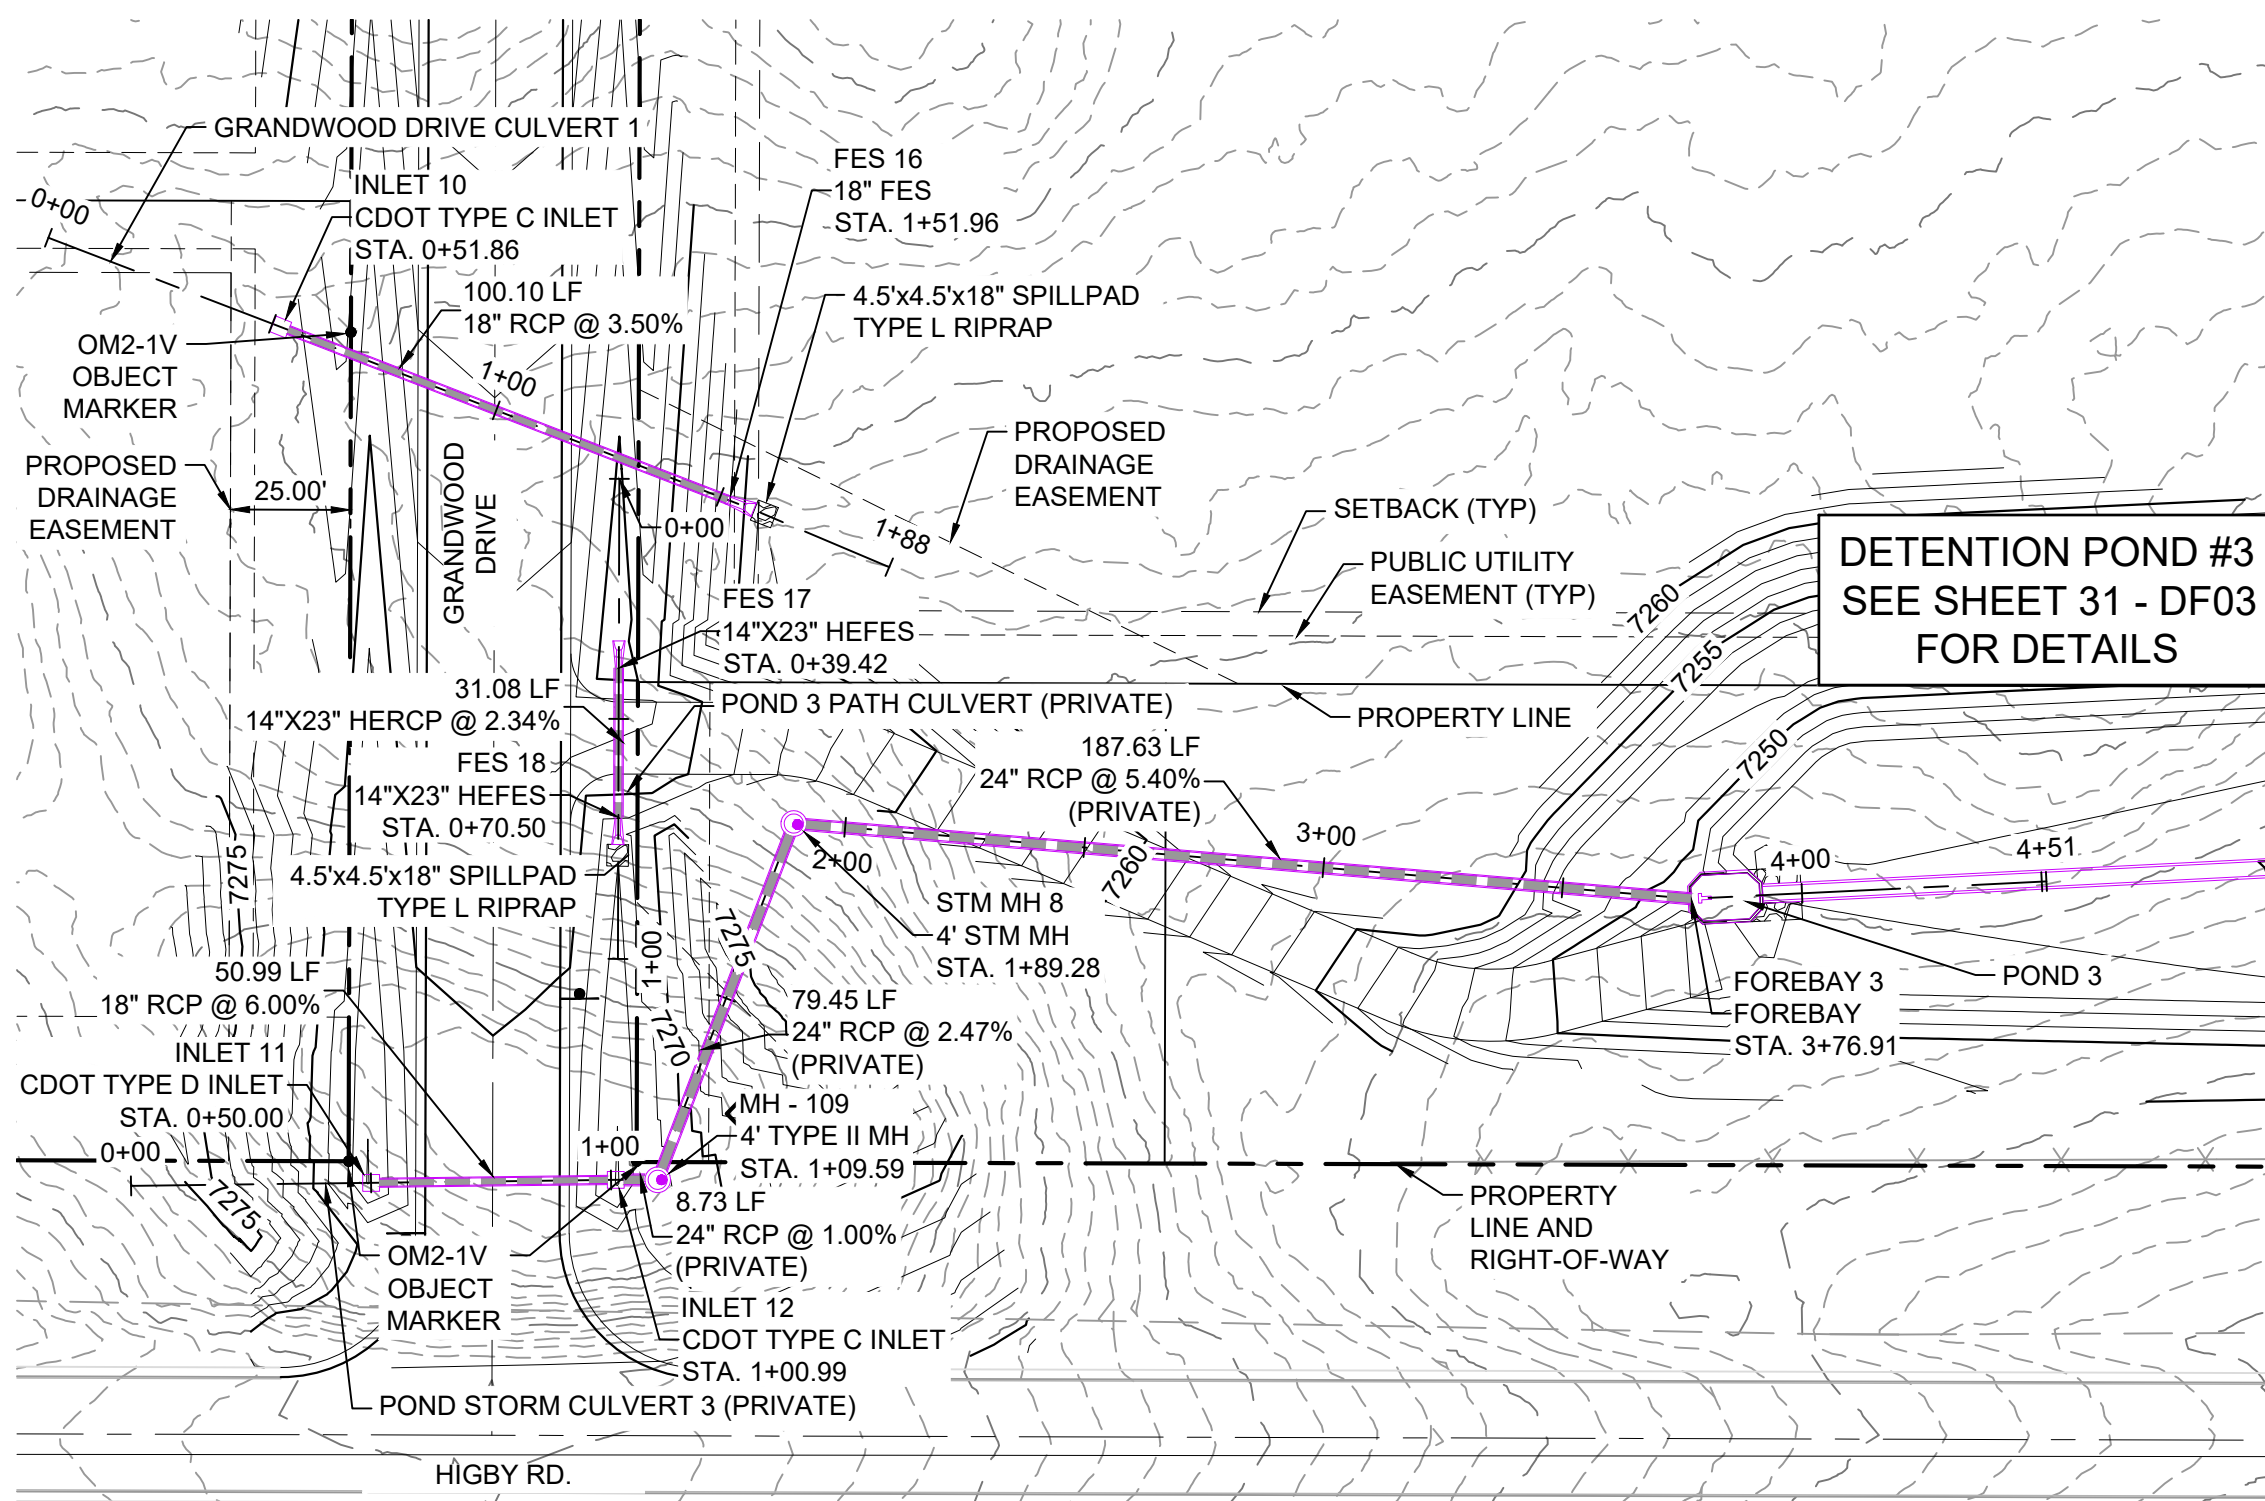 GRANDWOOD DRIVE CULVERT 1
0+00
INLET 10
CDOT TYPE C INLET
STA. 0+51.86
FES 16
18" FES
STA. 1+51.96
100.10 LF
18" RCP @ 3.50%
4.5'x4.5'x18" SPILLPAD
TYPE L RIPRAP
OM2-1V
OBJECT
MARKER
1+00
PROPOSED
DRAINAGE
EASEMENT
25.00'
GRANDWOOD
DRIVE
0+00
1+88
PROPOSED
DRAINAGE
EASEMENT
SETBACK (TYP)
PUBLIC UTILITY
EASEMENT (TYP)
DETENTION POND #3
SEE SHEET 31 - DF03
FOR DETAILS
7260
7255
7250
FES 17
14"X23" HEFES
STA. 0+39.42
31.08 LF
14"X23" HERCP @ 2.34%
POND 3 PATH CULVERT (PRIVATE)
PROPERTY LINE
FES 18
14"X23" HEFES
STA. 0+70.50
187.63 LF
24" RCP @ 5.40%
(PRIVATE)
3+00
2+00
7260
4+00
4+51
7275
4.5'x4.5'x18" SPILLPAD
TYPE L RIPRAP
STM MH 8
4' STM MH
STA. 1+89.28
7275
1+00
7270
50.99 LF
18" RCP @ 6.00%
79.45 LF
24" RCP @ 2.47%
(PRIVATE)
FOREBAY 3
FOREBAY
STA. 3+76.91
POND 3
INLET 11
CDOT TYPE D INLET
STA. 0+50.00
MH - 109
4' TYPE II MH
STA. 1+09.59
0+00
1+00
7275
8.73 LF
24" RCP @ 1.00%
(PRIVATE)
PROPERTY
LINE AND
RIGHT-OF-WAY
OM2-1V
OBJECT
MARKER
INLET 12
CDOT TYPE C INLET
STA. 1+00.99
POND STORM CULVERT 3 (PRIVATE)
HIGBY RD.